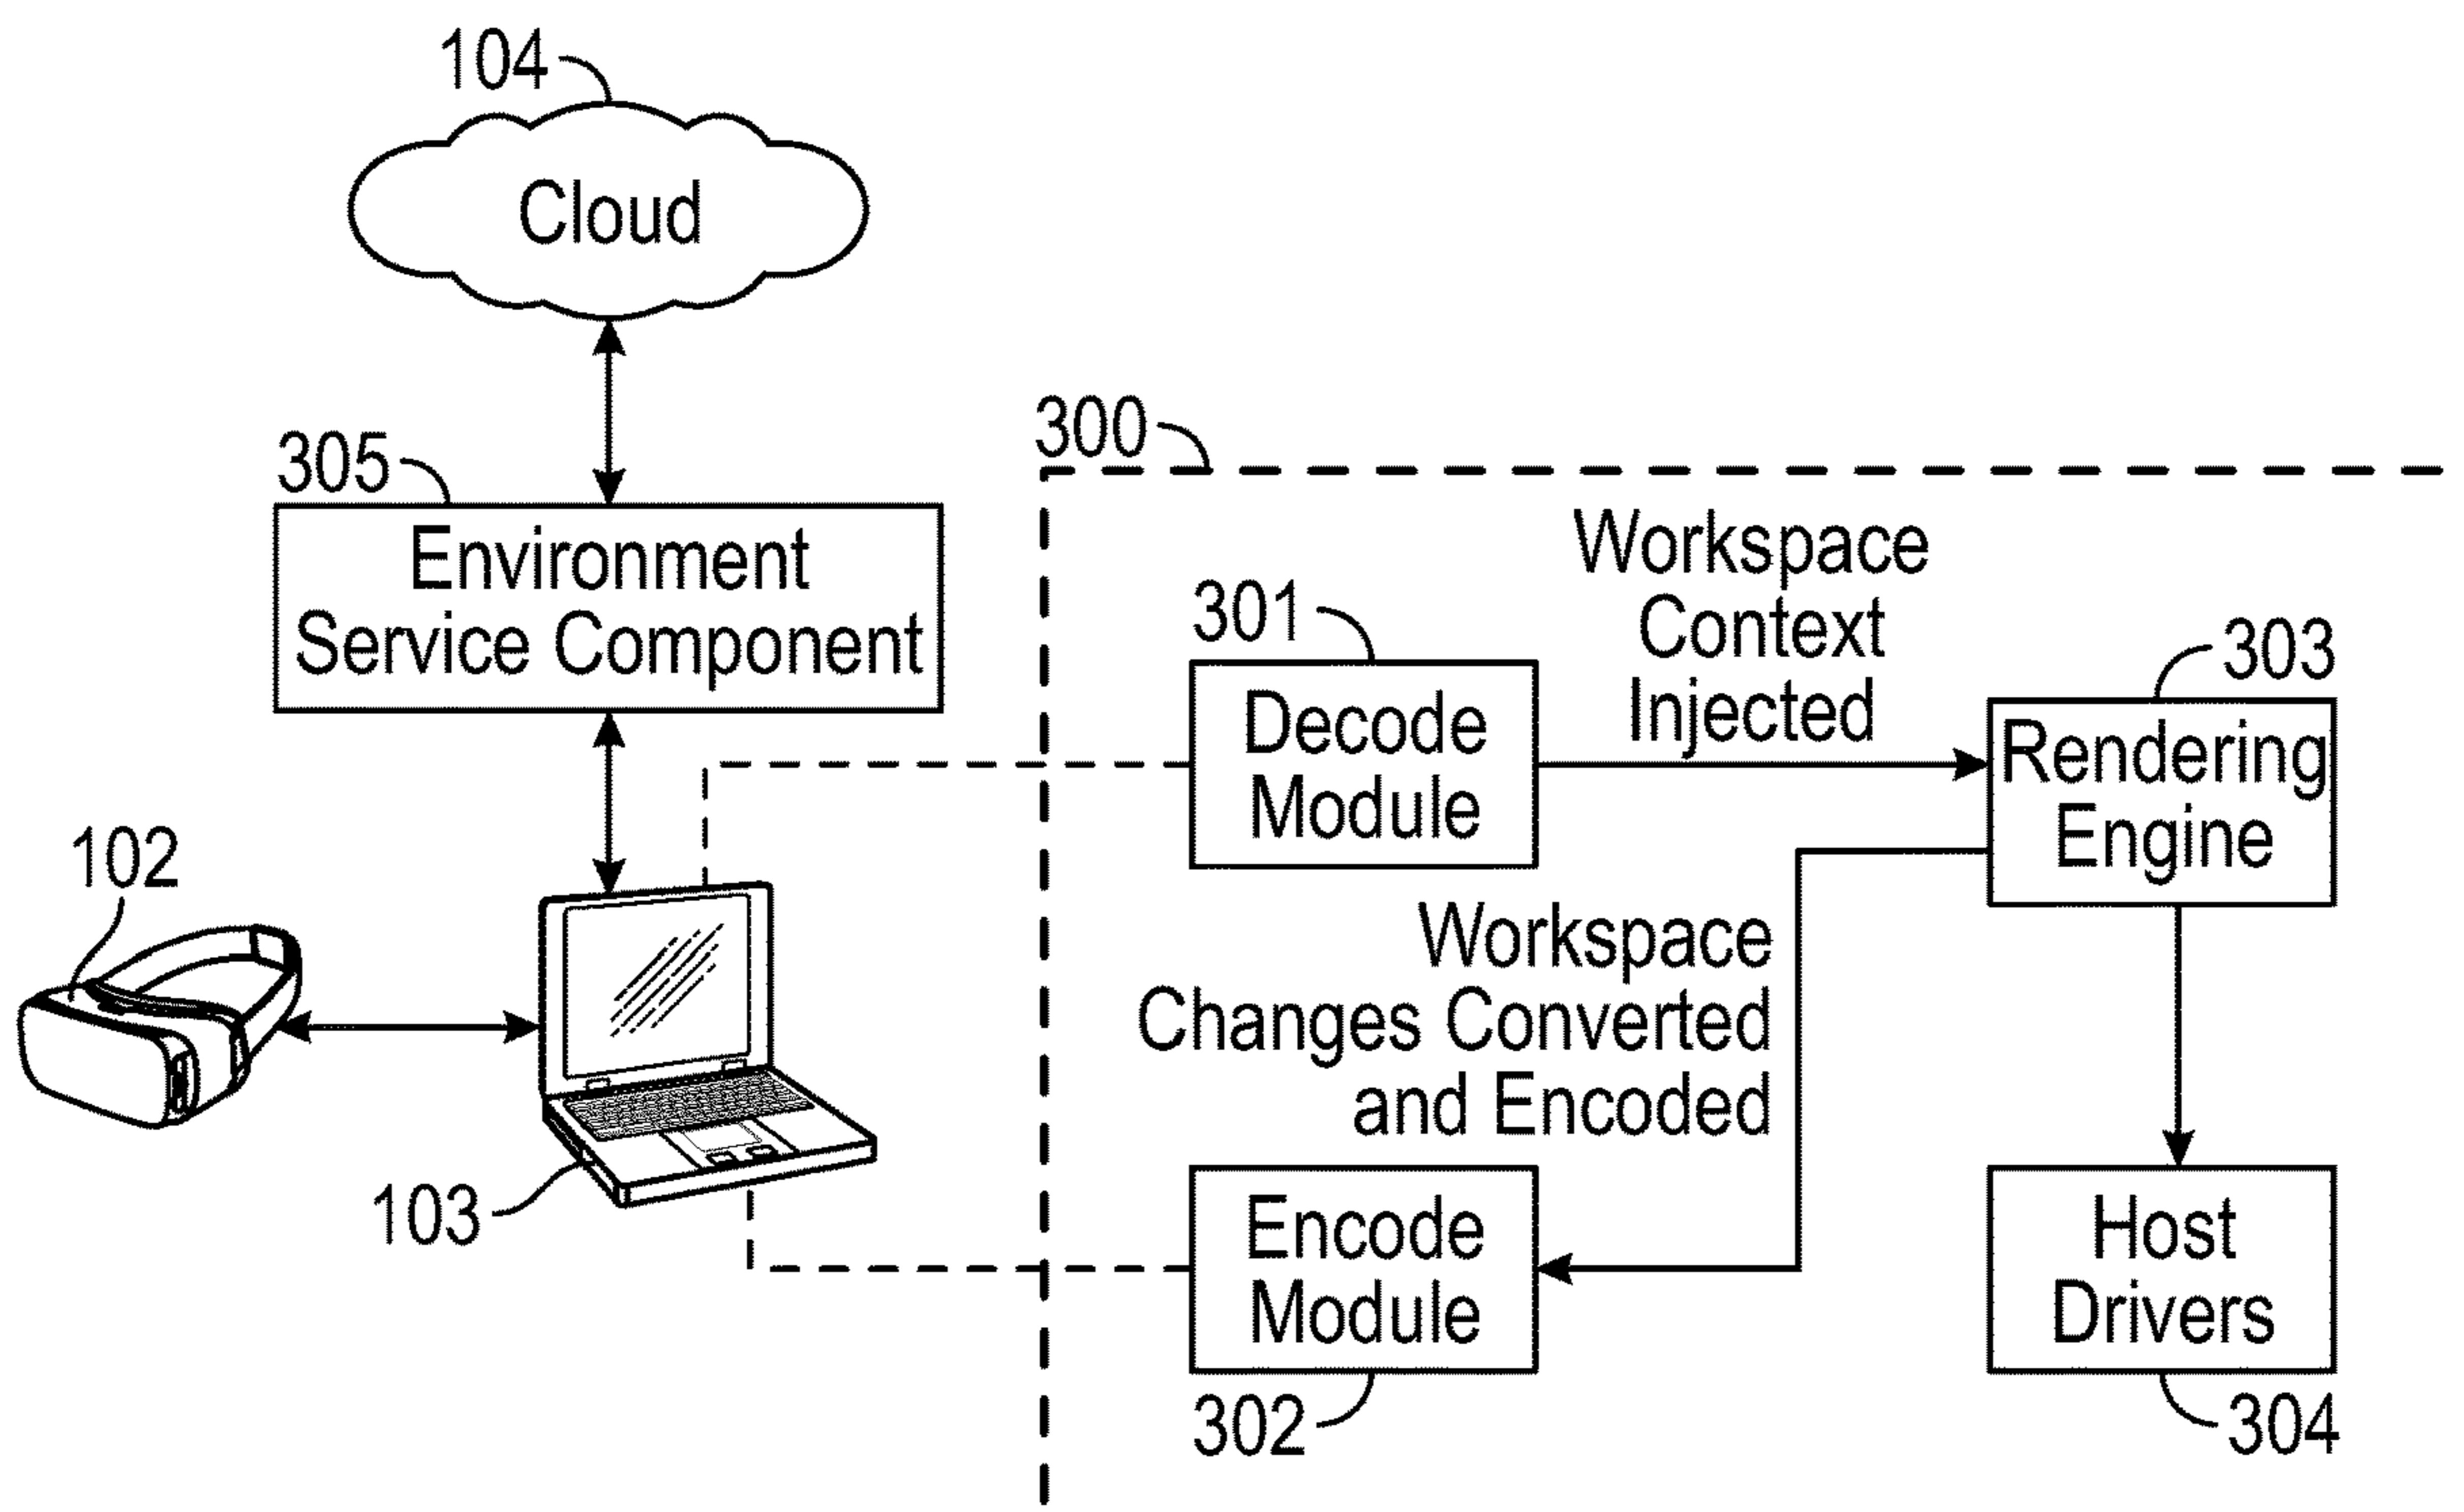 104
Cloud
305
Environment
Service Component
102
103
300
301
Decode
Module
Workspace
Context
Injected
303
Rendering
Engine
Workspace
Changes Converted
and Encoded
Encode
Module
302
Host
Drivers
304